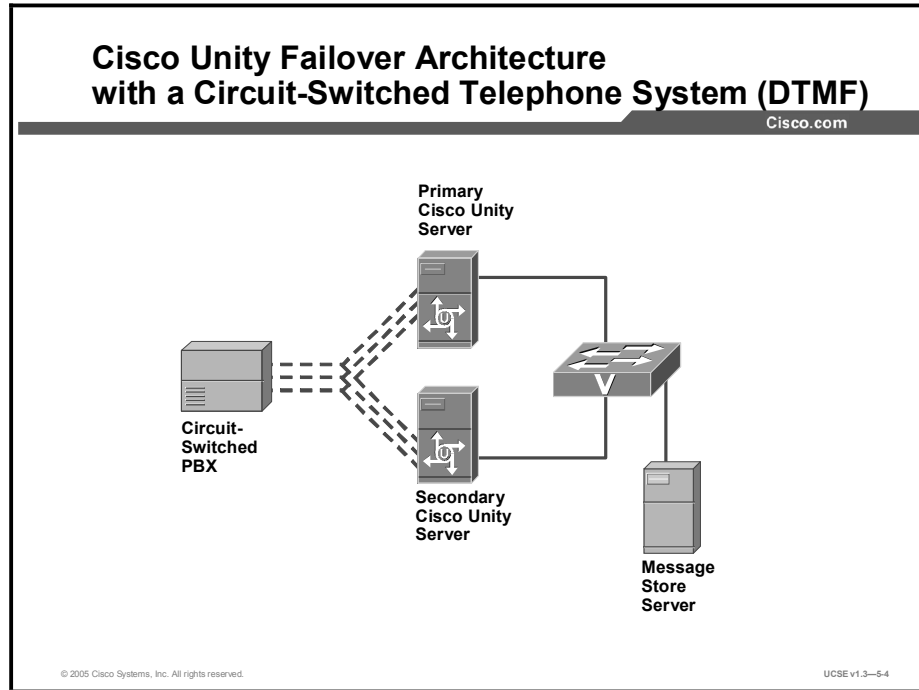 Cisco Unity Failover Architecture
with a Circuit-Switched Telephone System (DTMF)
Cisco.com
Primary
Cisco Unity
Server
U
V
Circuit-
Switched
PBX
U
Secondary
Cisco Unity
Server
Message
Store
Server
© 2005 Cisco Systems, Inc. All rights reserved.
UCSE v1.3—5-4